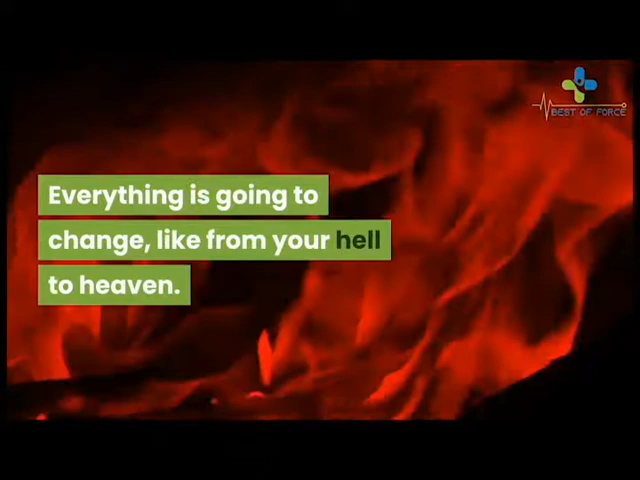 BEST OF FORCE
Everything is going to
change, like from your hell
to heaven.